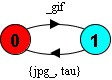 _gif
0 1
{jpg_, tau}